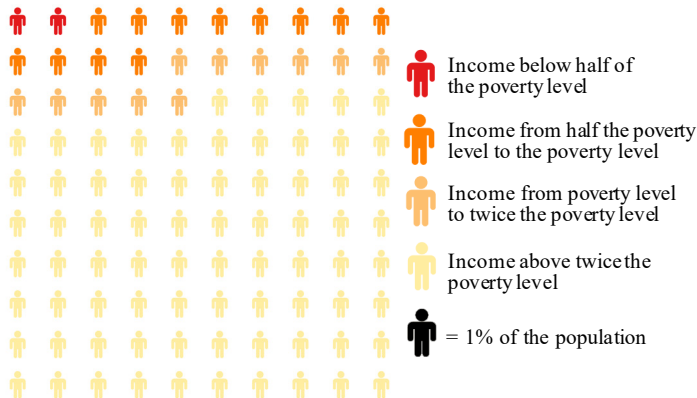 Income below half of
the poverty level
Income from half the poverty
level to the poverty level
Income from poverty level
to twice the poverty level
Income above twice the
poverty level
= 1% of the population